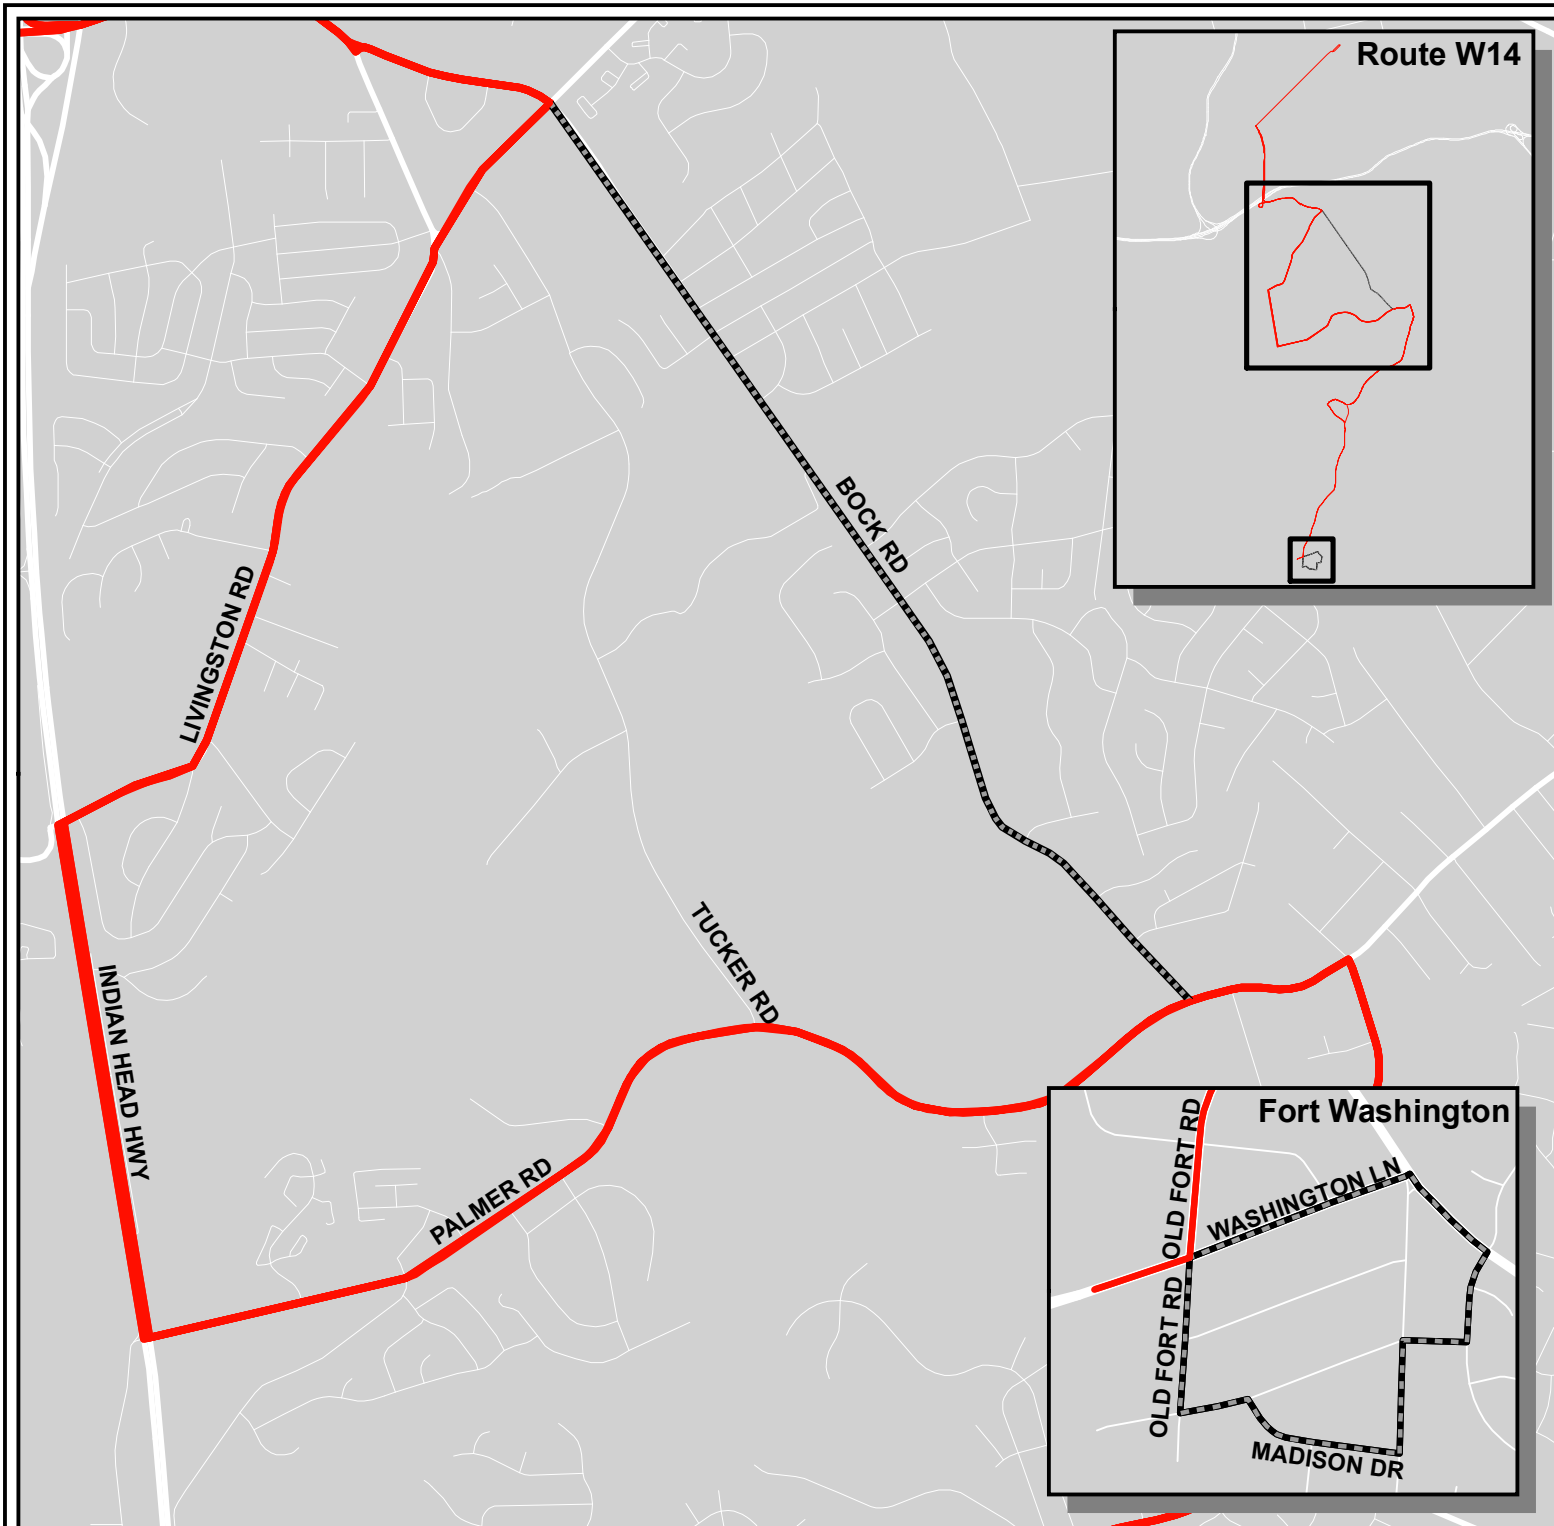 Route W14
BOCK RD
LIVINGSTON RD
TUCKER RD
INDIAN HEAD HWY
PALMER RD
Fort Washington
OLD FORT RD
WASHINGTON LN
OLD FORT RD
MADISON DR